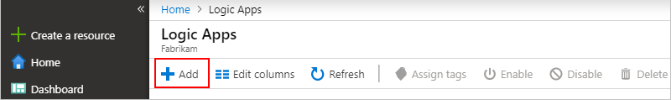 «
Create a resource
Home
Dashboard
Home > Logic Apps
Logic Apps
Fabrikam
Add Edit columns Refresh Assign tags Enable Disable Delete